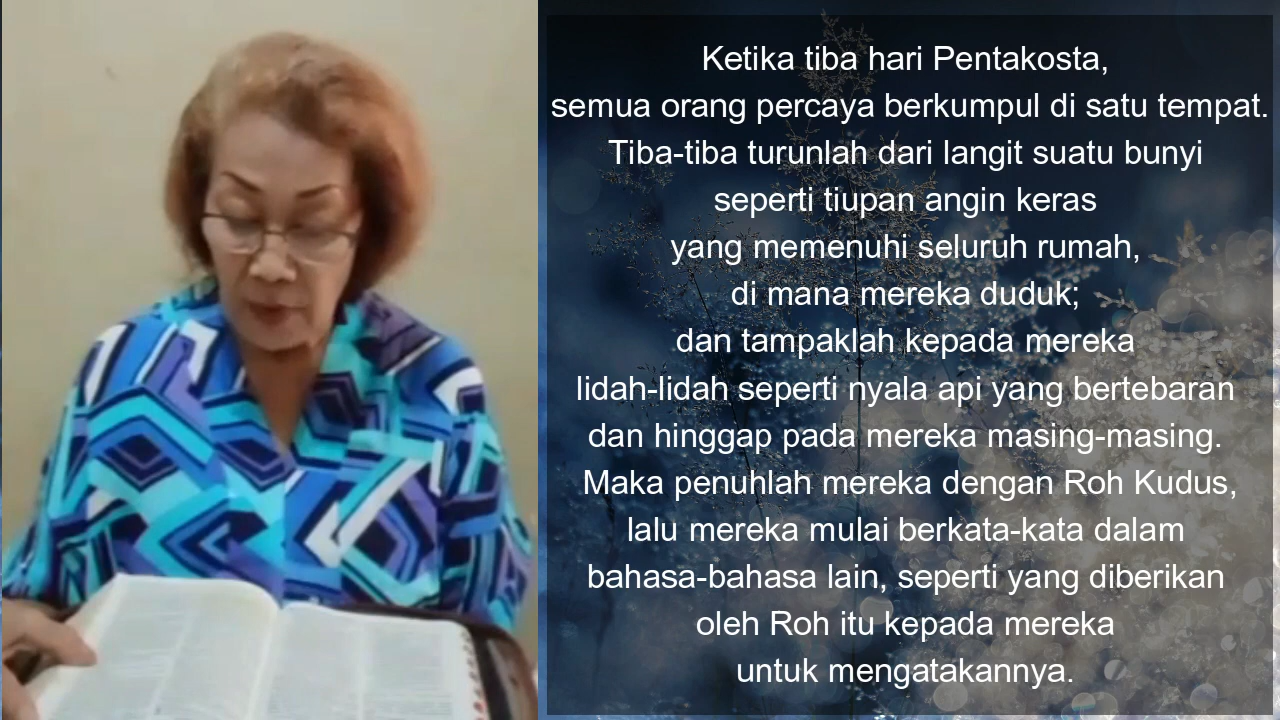 Ketika tiba hari Pentakosta,
semua orang percaya berkumpul di satu tempat.
Tiba-tiba turunlah dari langit suatu bunyi
seperti tiupan angin keras
yang memenuhi seluruh rumah,
di mana mereka duduk;
dan tampaklah kepada mereka
lidah-lidah seperti nyala api yang bertebaran
dan hinggap pada mereka masing-masing.
Maka penuhlah mereka dengan Roh Kudus,
lalu mereka mulai berkata-kata dalam
bahasa-bahasa lain, seperti yang diberikan
oleh Roh itu kepada mereka
untuk mengatakannya.